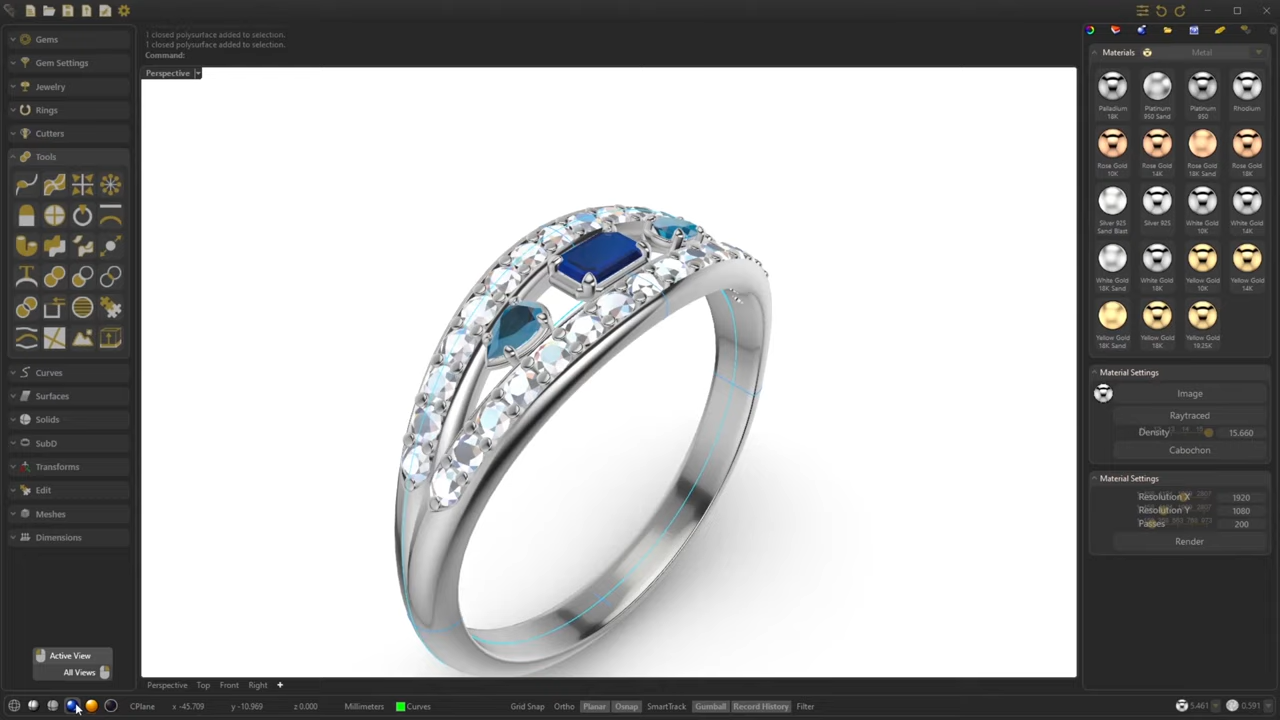 1 closed polysurface added to selection.
1 closed polysurface added to selection.
Command:
Perspective
Gems
Gem Settings
Jewelry
Rings
Cutters
Tools
Curves
Surfaces
Solids
SubD
Transforms
Edit
Meshes
Dimensions
Active View
All Views
Materials
Metal
Palladium 18K
Platinum 950 Sand
Platinum 950
Rhodium
Rose Gold 10K
Rose Gold 14K
Rose Gold 18K Sand
Rose Gold 18K
Silver 925 Sand Blast
Silver 925
White Gold 10K
White Gold 14K
White Gold 18K Sand
White Gold 18K
Yellow Gold 10K
Yellow Gold 14K
Yellow Gold 18K Sand
Yellow Gold 18K
Yellow Gold 19.25K
Material Settings
Image
Raytraced
Density 15.660
Cabochon
Material Settings
Resolution X 1920
Resolution Y 1080
Passes 200
Render
Perspective Top Front Right
CPlane x -45.709 y -10.969 z 0.000 Millimeters Curves Grid Snap Ortho Planar Osnap SmartTrack Gumball Record History Filter 5.461 0.591